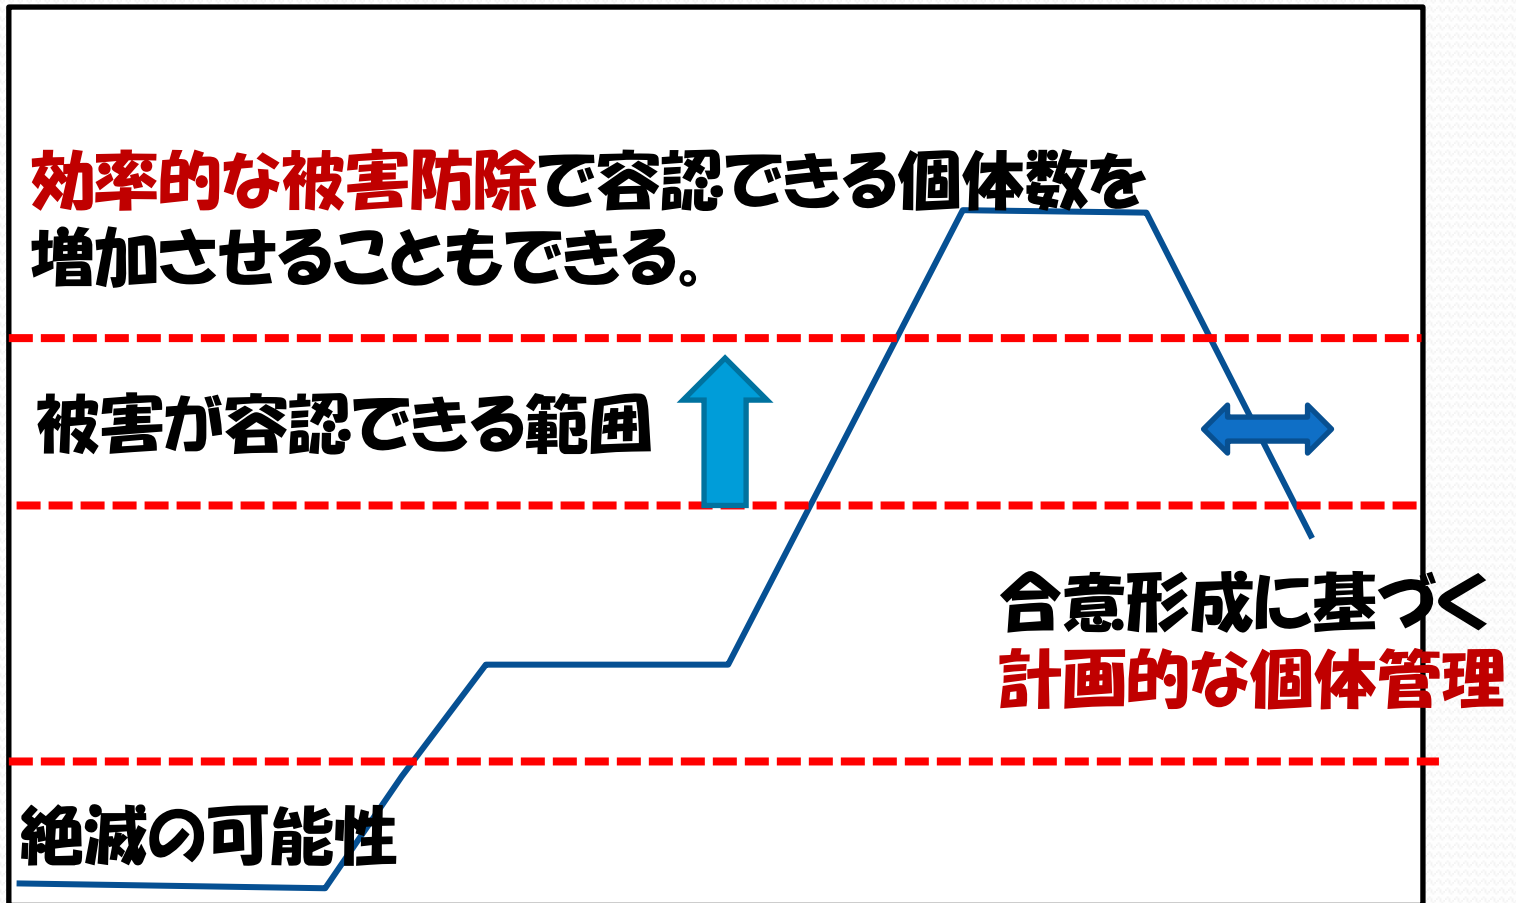 効率的な被害防除で容認できる個体数を
増加させることもできる。
被害が容認できる範囲
合意形成に基づく
計画的な個体管理
絶滅の可能性